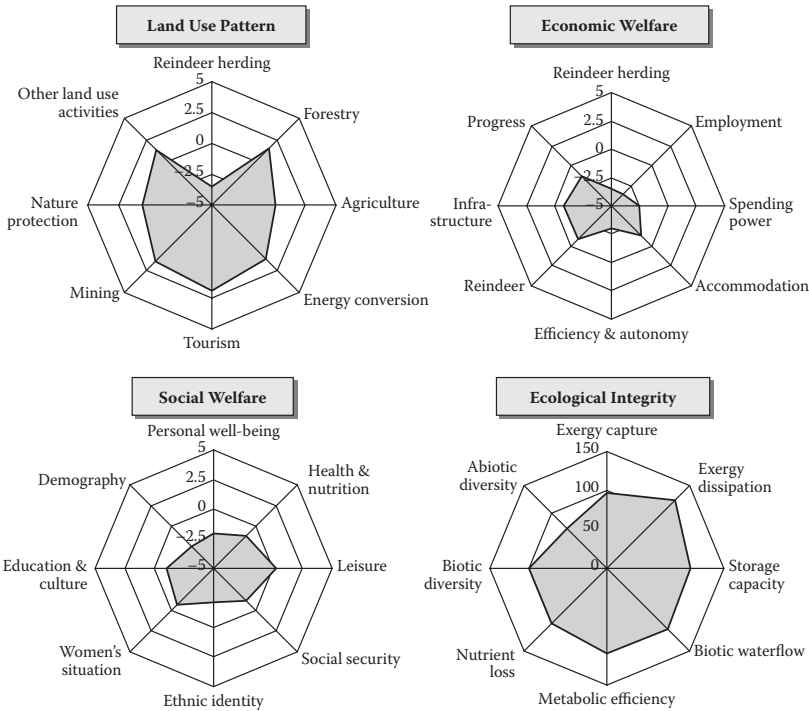 Land Use Pattern
Reindeer herding
5
2.5
0
−2.5
−5
Other land use
activities
Forestry
Nature
protection
Agriculture
Mining
Energy conversion
Tourism
Economic Welfare
Reindeer herding
5
2.5
0
−2.5
−5
Progress
Employment
Infra-
structure
Spending
power
Reindeer
Accommodation
Efficiency & autonomy
Social Welfare
Personal well-being
5
2.5
0
−2.5
−5
Demography
Health &
nutrition
Education &
culture
Leisure
Women's
situation
Social security
Ethnic identity
Ecological Integrity
Exergy capture
150
100
50
0
Abiotic
diversity
Exergy
dissipation
Biotic
diversity
Storage
capacity
Nutrient
loss
Biotic waterflow
Metabolic efficiency